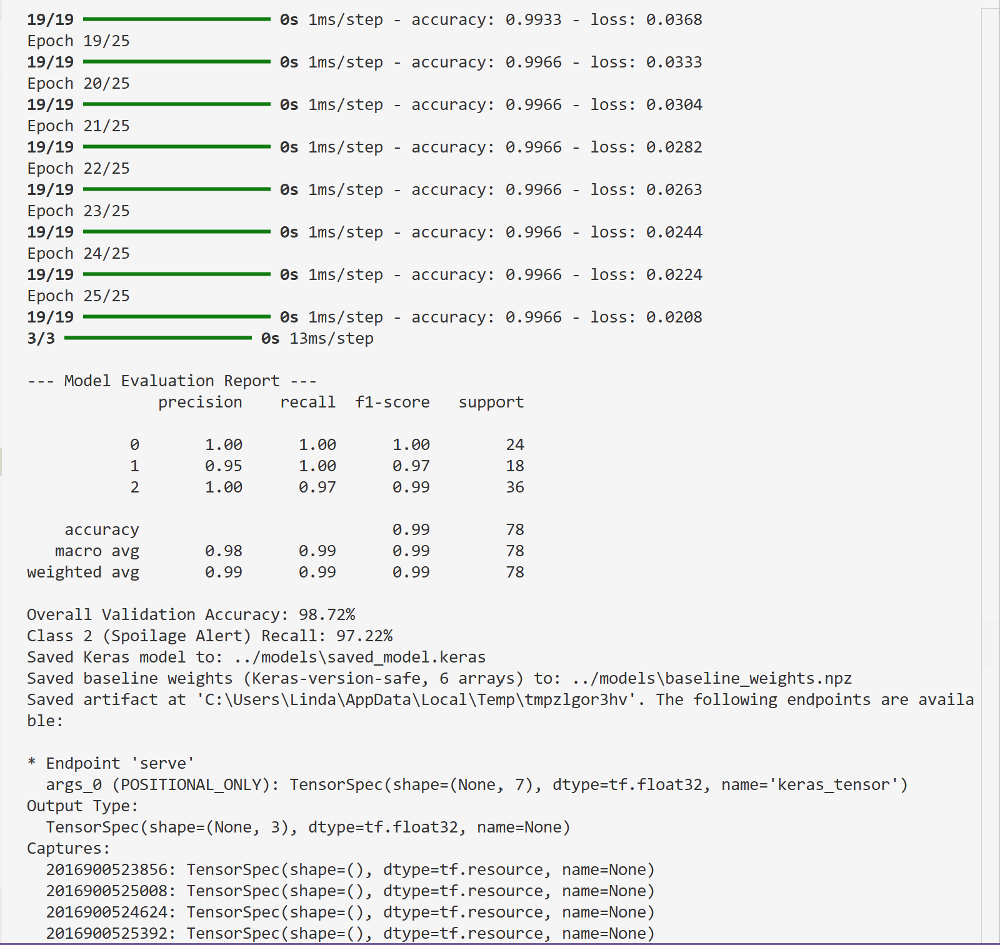 19/19 ━━━━━━━━━━━━━━━━━━━━ 0s 1ms/step - accuracy: 0.9933 - loss: 0.0368
Epoch 19/25
19/19 ━━━━━━━━━━━━━━━━━━━━ 0s 1ms/step - accuracy: 0.9966 - loss: 0.0333
Epoch 20/25
19/19 ━━━━━━━━━━━━━━━━━━━━ 0s 1ms/step - accuracy: 0.9966 - loss: 0.0304
Epoch 21/25
19/19 ━━━━━━━━━━━━━━━━━━━━ 0s 1ms/step - accuracy: 0.9966 - loss: 0.0282
Epoch 22/25
19/19 ━━━━━━━━━━━━━━━━━━━━ 0s 1ms/step - accuracy: 0.9966 - loss: 0.0263
Epoch 23/25
19/19 ━━━━━━━━━━━━━━━━━━━━ 0s 1ms/step - accuracy: 0.9966 - loss: 0.0244
Epoch 24/25
19/19 ━━━━━━━━━━━━━━━━━━━━ 0s 1ms/step - accuracy: 0.9966 - loss: 0.0224
Epoch 25/25
19/19 ━━━━━━━━━━━━━━━━━━━━ 0s 1ms/step - accuracy: 0.9966 - loss: 0.0208
3/3 ━━━━━━━━━━━━━━━━━━━━ 0s 13ms/step

--- Model Evaluation Report ---
              precision    recall  f1-score   support

           0       1.00      1.00      1.00        24
           1       0.95      1.00      0.97        18
           2       1.00      0.97      0.99        36

    accuracy                           0.99        78
   macro avg       0.98      0.99      0.99        78
weighted avg       0.99      0.99      0.99        78

Overall Validation Accuracy: 98.72%
Class 2 (Spoilage Alert) Recall: 97.22%
Saved Keras model to: ../models\saved_model.keras
Saved baseline weights (Keras-version-safe, 6 arrays) to: ../models\baseline_weights.npz
Saved artifact at 'C:\Users\Linda\AppData\Local\Temp\tmpzlgor3hv'. The following endpoints are availa
ble:

* Endpoint 'serve'
  args_0 (POSITIONAL_ONLY): TensorSpec(shape=(None, 7), dtype=tf.float32, name='keras_tensor')
Output Type:
  TensorSpec(shape=(None, 3), dtype=tf.float32, name=None)
Captures:
  2016900523856: TensorSpec(shape=(), dtype=tf.resource, name=None)
  2016900525008: TensorSpec(shape=(), dtype=tf.resource, name=None)
  2016900524624: TensorSpec(shape=(), dtype=tf.resource, name=None)
  2016900525392: TensorSpec(shape=(), dtype=tf.resource, name=None)